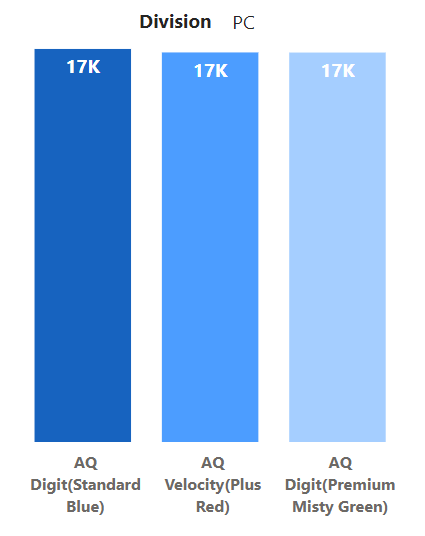 Division PC
17K 17K 17K
AQ
Digit(Standard
Blue)
AQ
Velocity(Plus
Red)
AQ
Digit(Premium
Misty Green)